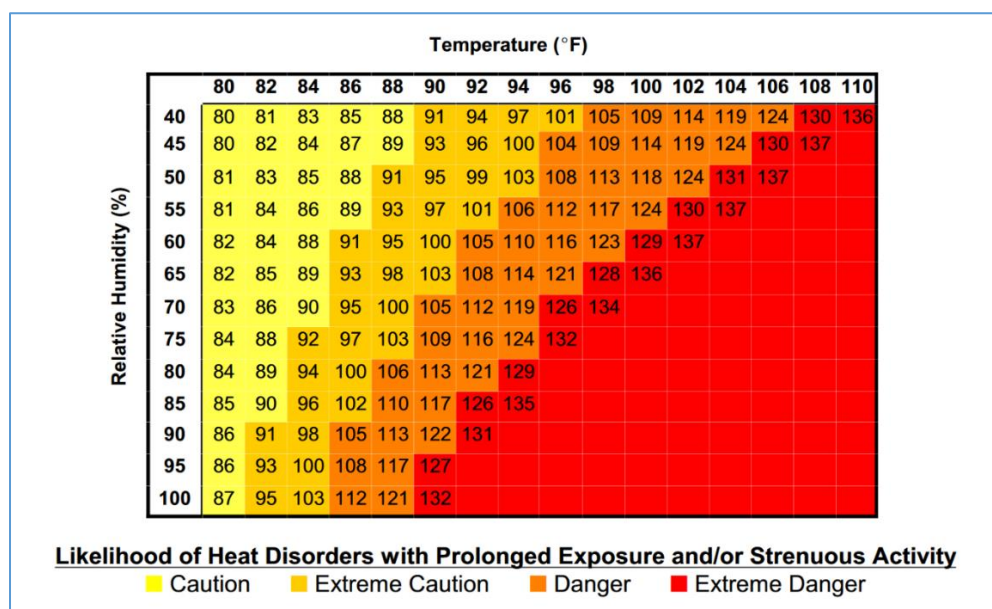 Temperature (°F)
80 82 84 86 88 90 92 94 96 98 100 102 104 106 108 110
Relative Humidity (%)
40 80 81 83 85 88 91 94 97 101 105 109 114 119 124 130 136
45 80 82 84 87 89 93 96 100 104 109 114 119 124 130 137
50 81 83 85 88 91 95 99 103 108 113 118 124 131 137
55 81 84 86 89 93 97 101 106 112 117 124 130 137
60 82 84 88 91 95 100 105 110 116 123 129 137
65 82 85 89 93 98 103 108 114 121 128 136
70 83 86 90 95 100 105 112 119 126 134
75 84 88 92 97 103 109 116 124 132
80 84 89 94 100 106 113 121 129
85 85 90 96 102 110 117 126 135
90 86 91 98 105 113 122 131
95 86 93 100 108 117 127
100 87 95 103 112 121 132
Likelihood of Heat Disorders with Prolonged Exposure and/or Strenuous Activity
Caution Extreme Caution Danger Extreme Danger